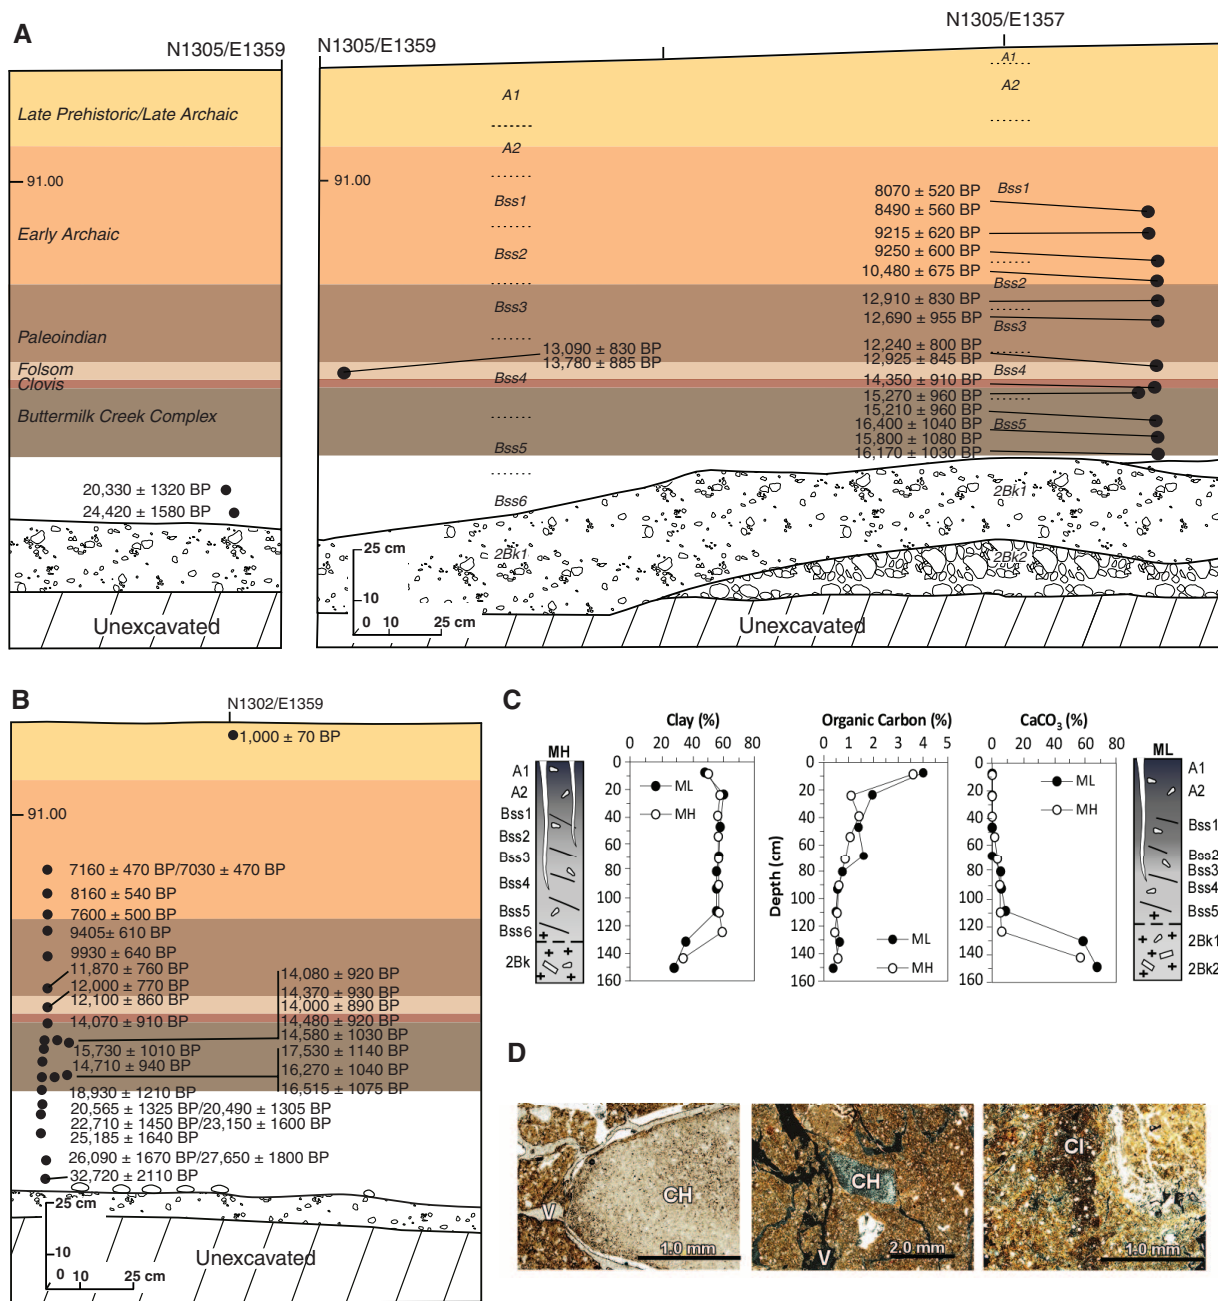 A
N1305/E1359
N1305/E1359
N1305/E1357
Late Prehistoric/Late Archaic
91.00
Early Archaic
Paleoindian
Folsom
Clovis
Buttermilk Creek Complex
20,330 ± 1320 BP
24,420 ± 1580 BP
Unexcavated
91.00
A1
A2
Bss1
Bss2
Bss3
13,090 ± 830 BP
13,780 ± 885 BP
Bss4
Bss5
Bss6
2Bk1
25 cm
10
0 10 25 cm
A1
A2
Bss1
8070 ± 520 BP
8490 ± 560 BP
9215 ± 620 BP
9250 ± 600 BP
10,480 ± 675 BP
Bss2
12,910 ± 830 BP
12,690 ± 955 BP
Bss3
12,240 ± 800 BP
12,925 ± 845 BP
Bss4
14,350 ± 910 BP
15,270 ± 960 BP
15,210 ± 960 BP
16,400 ± 1040 BP
Bss5
15,800 ± 1080 BP
16,170 ± 1030 BP
2Bk1
2Bk2
Unexcavated
B
N1302/E1359
1,000 ± 70 BP
91.00
7160 ± 470 BP/7030 ± 470 BP
8160 ± 540 BP
7600 ± 500 BP
9405± 610 BP
9930 ± 640 BP
11,870 ± 760 BP
12,000 ± 770 BP
12,100 ± 860 BP
14,070 ± 910 BP
15,730 ± 1010 BP
14,710 ± 940 BP
18,930 ± 1210 BP
20,565 ± 1325 BP/20,490 ± 1305 BP
22,710 ± 1450 BP/23,150 ± 1600 BP
25,185 ± 1640 BP
26,090 ± 1670 BP/27,650 ± 1800 BP
32,720 ± 2110 BP
14,080 ± 920 BP
14,370 ± 930 BP
14,000 ± 890 BP
14,480 ± 920 BP
14,580 ± 1030 BP
17,530 ± 1140 BP
16,270 ± 1040 BP
16,515 ± 1075 BP
25 cm
10
0 10 25 cm
Unexcavated
C
MH
A1
A2
Bss1
Bss2
Bss3
Bss4
Bss5
Bss6
2Bk
Clay (%)
0 20 40 60 80
0
20
40
60
80
100
120
140
160
ML
MH
Organic Carbon (%)
0 1 2 3 4 5
0
20
40
60
80
100
120
140
160
Depth (cm)
ML
MH
CaCO3 (%)
0 20 40 60 80
0
20
40
60
80
100
120
140
160
ML
MH
ML
A1
A2
Bss1
Bss2
Bss3
Bss4
Bss5
2Bk1
2Bk2
D
CH
V
1.0 mm
CH
V
2.0 mm
CI
1.0 mm